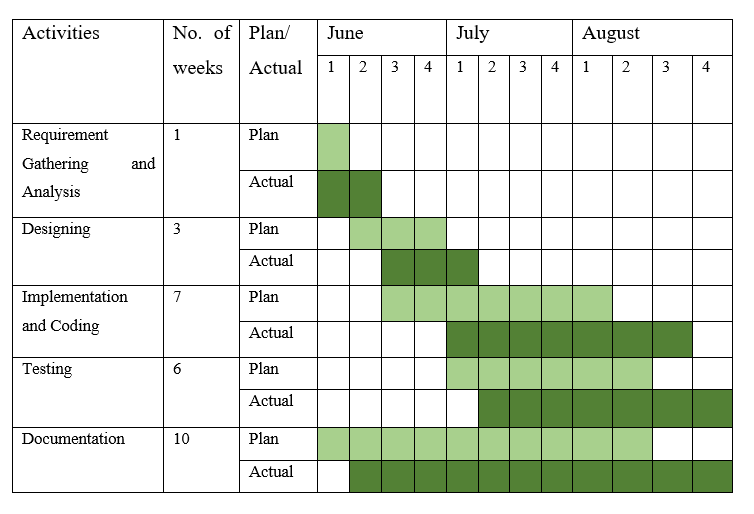 Activities No. of Plan/ June July August
weeks Actual 1 2 3 4 1 2 3 4 1 2 3 4
Requirement 1 Plan
Gathering and
Analysis Actual
Designing 3 Plan
Actual
Implementation 7 Plan
and Coding Actual
Testing 6 Plan
Actual
Documentation 10 Plan
Actual